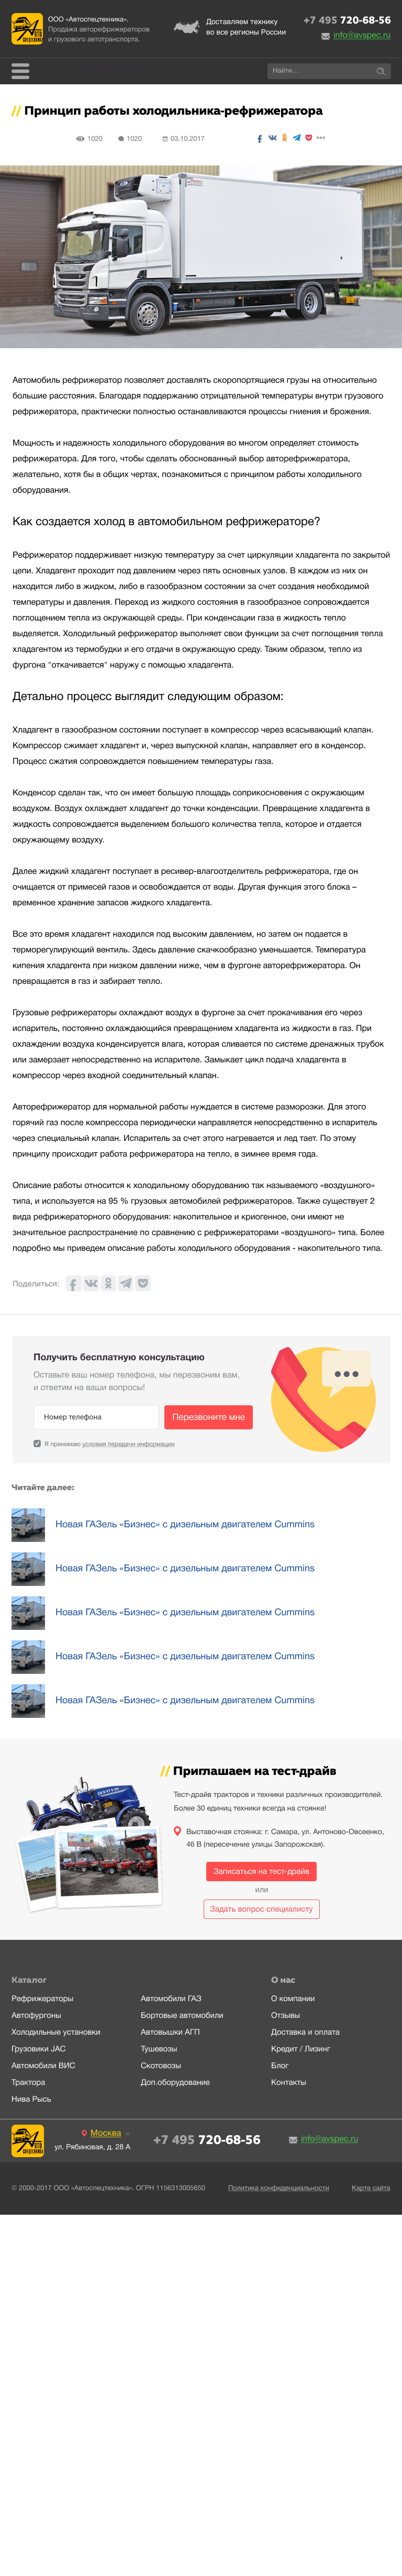 ООО «Автоспецтехника».
Продажа авторефрижераторов
и грузового автотранспорта.
Доставляем технику
во все регионы России
+7 495 720-68-56
info@avspec.ru
Найти...
// Принцип работы холодильника-рефрижератора
1020 1020 03.10.2017
Автомобиль рефрижератор позволяет доставлять скоропортящиеся грузы на относительно
большие расстояния. Благодаря поддержанию отрицательной температуры внутри грузового
рефрижератора, практически полностью останавливаются процессы гниения и брожения.
Мощность и надежность холодильного оборудования во многом определяет стоимость
рефрижератора. Для того, чтобы сделать обоснованный выбор авторефрижератора,
желательно, хотя бы в общих чертах, познакомиться с принципом работы холодильного
оборудования.
Как создается холод в автомобильном рефрижераторе?
Рефрижератор поддерживает низкую температуру за счет циркуляции хладагента по закрытой
цепи. Хладагент проходит под давлением через пять основных узлов. В каждом из них он
находится либо в жидком, либо в газообразном состоянии за счет создания необходимой
температуры и давления. Переход из жидкого состояния в газообразное сопровождается
поглощением тепла из окружающей среды. При конденсации газа в жидкость тепло
выделяется. Холодильный рефрижератор выполняет свои функции за счет поглощения тепла
хладагентом из термобудки и его отдачи в окружающую среду. Таким образом, тепло из
фургона "откачивается" наружу с помощью хладагента.
Детально процесс выглядит следующим образом:
Хладагент в газообразном состоянии поступает в компрессор через всасывающий клапан.
Компрессор сжимает хладагент и, через выпускной клапан, направляет его в конденсор.
Процесс сжатия сопровождается повышением температуры газа.
Конденсор сделан так, что он имеет большую площадь соприкосновения с окружающим
воздухом. Воздух охлаждает хладагент до точки конденсации. Превращение хладагента в
жидкость сопровождается выделением большого количества тепла, которое и отдается
окружающему воздуху.
Далее жидкий хладагент поступает в ресивер-влагоотделитель рефрижератора, где он
очищается от примесей газов и освобождается от воды. Другая функция этого блока –
временное хранение запасов жидкого хладагента.
Все это время хладагент находился под высоким давлением, но затем он подается в
терморегулирующий вентиль. Здесь давление скачкообразно уменьшается. Температура
кипения хладагента при низком давлении ниже, чем в фургоне авторефрижератора. Он
превращается в газ и забирает тепло.
Грузовые рефрижераторы охлаждают воздух в фургоне за счет прокачивания его через
испаритель, постоянно охлаждающийся превращением хладагента из жидкости в газ. При
охлаждении воздуха конденсируется влага, которая сливается по системе дренажных трубок
или замерзает непосредственно на испарителе. Замыкает цикл подача хладагента в
компрессор через входной соединительный клапан.
Авторефрижератор для нормальной работы нуждается в системе разморозки. Для этого
горячий газ после компрессора периодически направляется непосредственно в испаритель
через специальный клапан. Испаритель за счет этого нагревается и лед тает. По этому
принципу происходит работа рефрижератора на тепло, в зимнее время года.
Описание работы относится к холодильному оборудованию так называемого «воздушного»
типа, и используется на 95 % грузовых автомобилей рефрижераторов. Также существует 2
вида рефрижераторного оборудования: накопительное и криогенное, они имеют не
значительное распространение по сравнению с рефрижераторами «воздушного» типа. Более
подробно мы приведем описание работы холодильного оборудования - накопительного типа.
Поделиться:
Получить бесплатную консультацию
Оставьте ваш номер телефона, мы перезвоним вам,
и ответим на ваши вопросы!
Номер телефона
Перезвоните мне
Я принимаю условия передачи информации
Читайте далее:
Новая ГАЗель «Бизнес» с дизельным двигателем Cummins
Новая ГАЗель «Бизнес» с дизельным двигателем Cummins
Новая ГАЗель «Бизнес» с дизельным двигателем Cummins
Новая ГАЗель «Бизнес» с дизельным двигателем Cummins
Новая ГАЗель «Бизнес» с дизельным двигателем Cummins
// Приглашаем на тест-драйв
Тест-драйв тракторов и техники различных производителей.
Более 30 единиц техники всегда на стоянке!
Выставочная стоянка: г. Самара, ул. Антоново-Овсеенко,
46 В (пересечение улицы Запорожская).
Записаться на тест-драйв
или
Задать вопрос специалисту
Каталог
Рефрижераторы
Автофургоны
Холодильные установки
Грузовики JAC
Автомобили ВИС
Трактора
Нива Рысь
Автомобили ГАЗ
Бортовые автомобили
Автовышки АГП
Тушевозы
Скотовозы
Доп.оборудование
О нас
О компании
Отзывы
Доставка и оплата
Кредит / Лизинг
Блог
Контакты
Москва
ул. Рябиновая, д. 28 А
+7 495 720-68-56
info@avspec.ru
© 2000-2017 ООО «Автоспецтехника». ОГРН 1156313005650
Политика конфиденциальности
Карта сайта